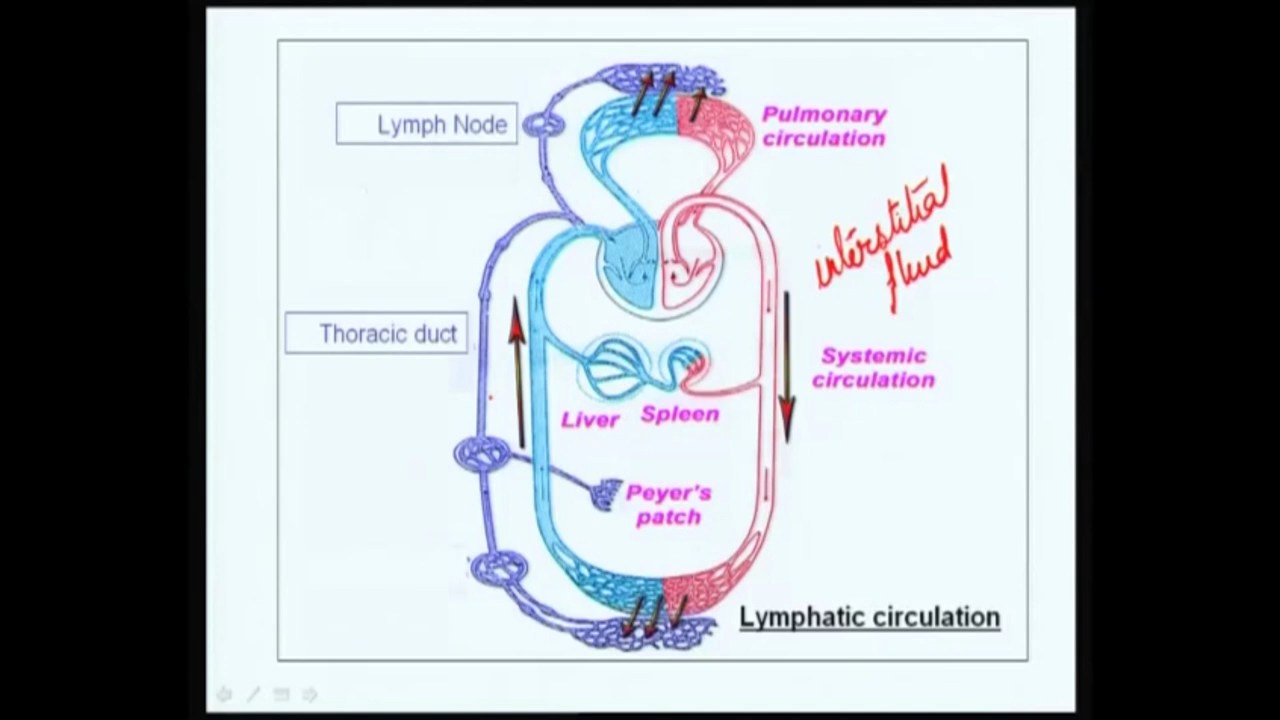 Lymph Node
Pulmonary
circulation
interstitial
fluid
Thoracic duct
Systemic
circulation
Liver
Spleen
Peyer's
patch
Lymphatic circulation